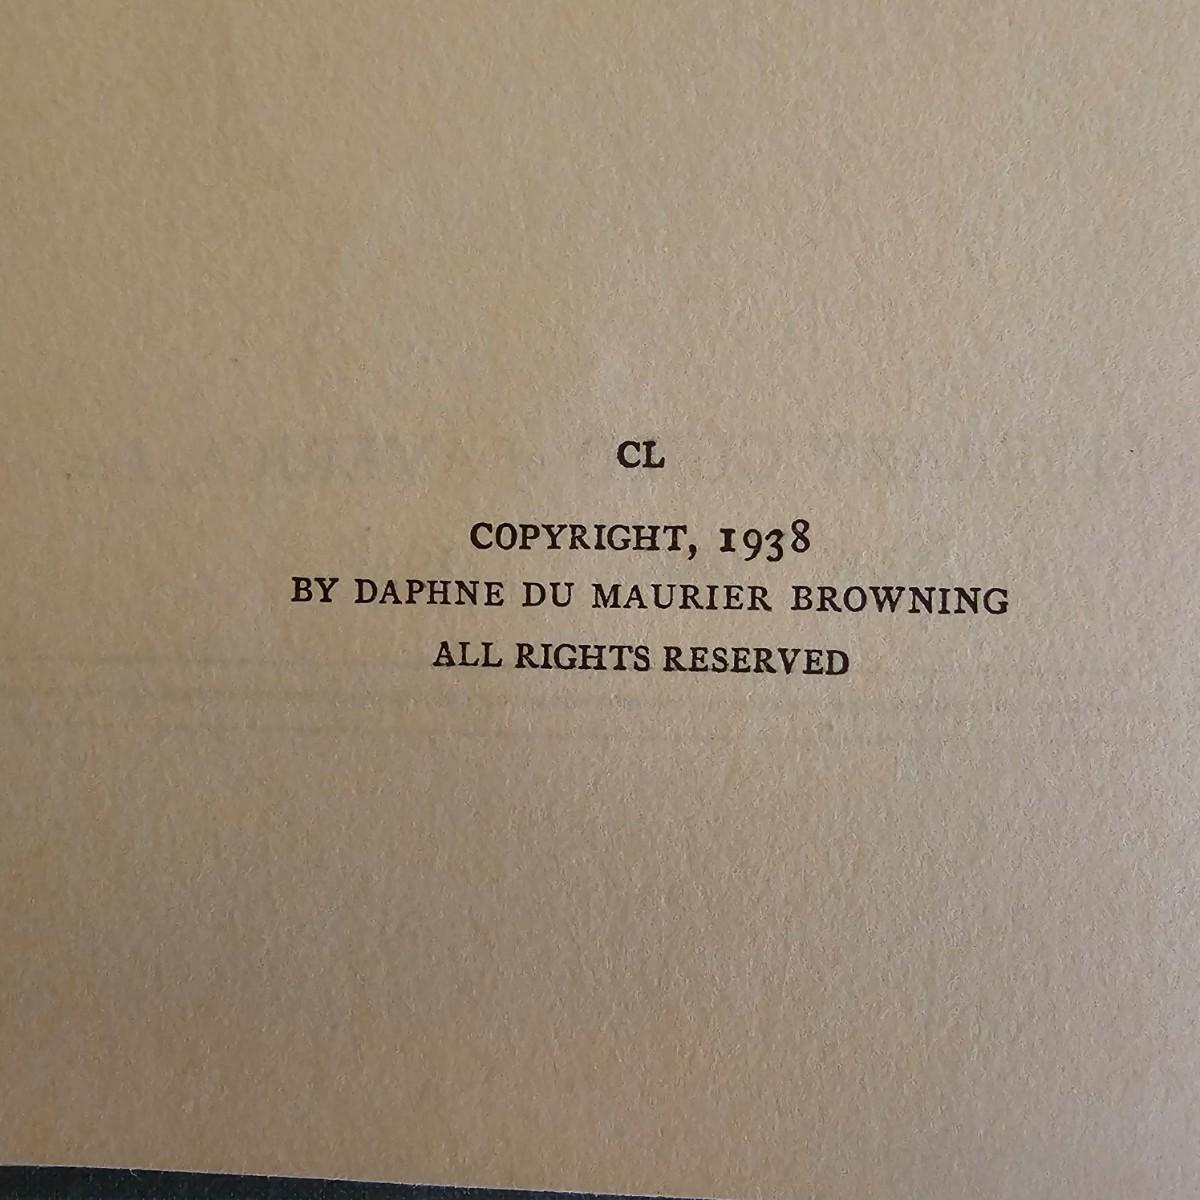 CL
COPYRIGHT, 1938
BY DAPHNE DU MAURIER BROWNING
ALL RIGHTS RESERVED